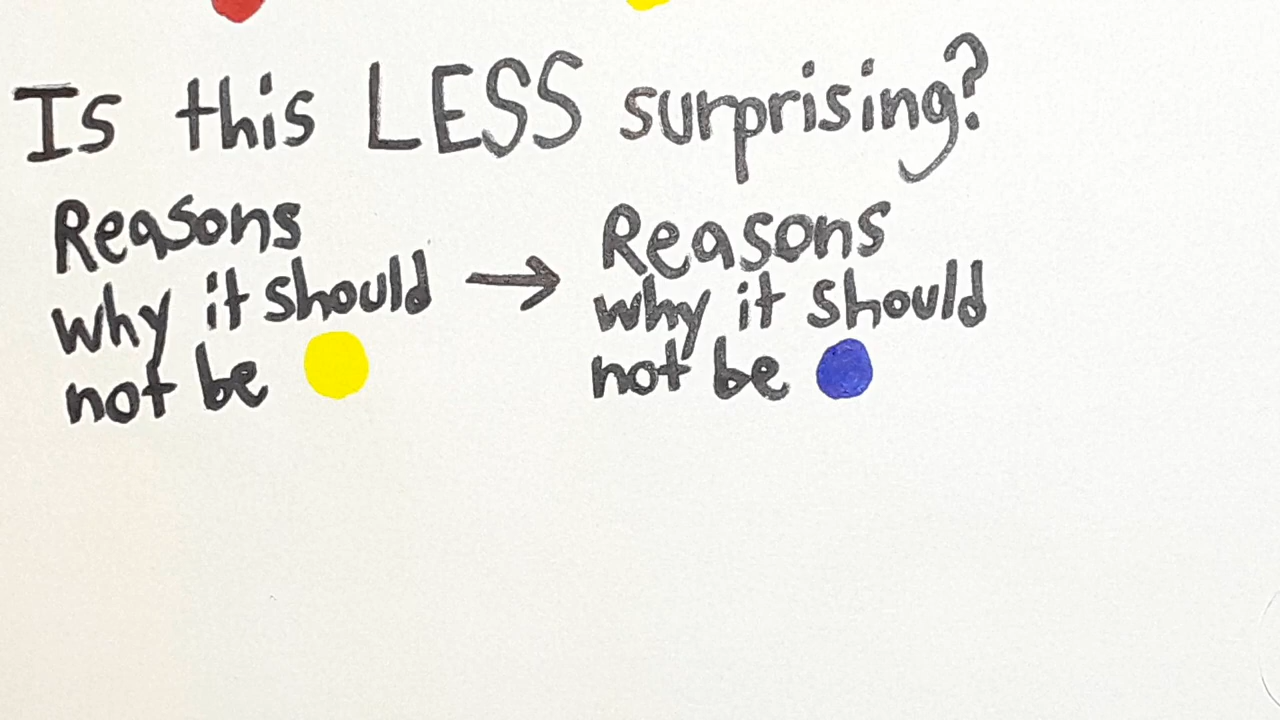 Is this LESS surprising?
Reasons
why it should
not be
→
Reasons
why it should
not be